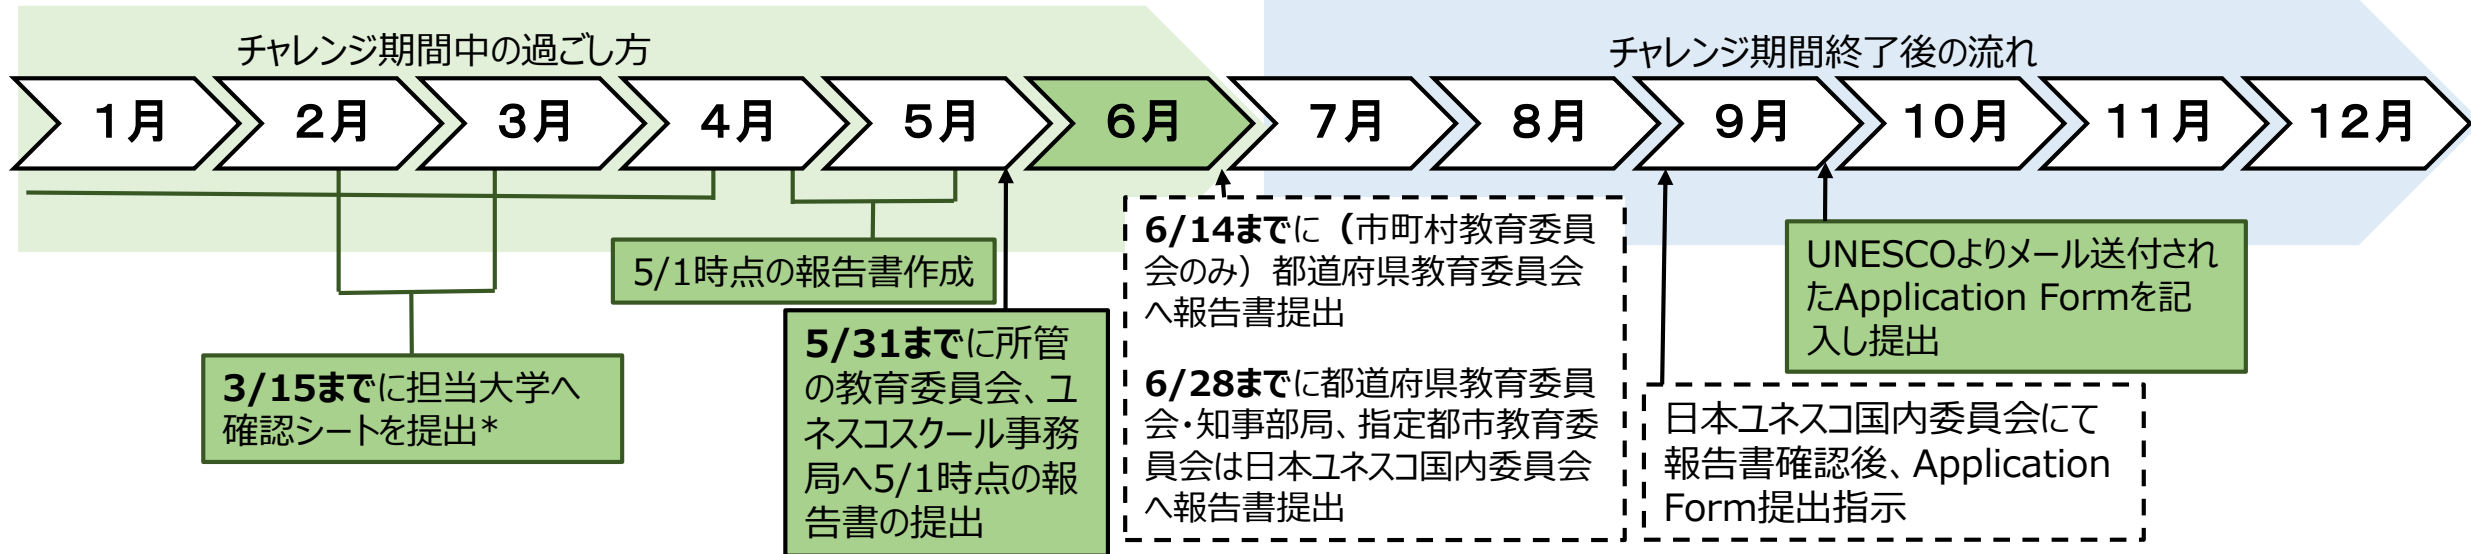 チャレンジ期間中の過ごし方
チャレンジ期間終了後の流れ
1月
2月
3月
4月
5月
6月
7月
8月
9月
10月
11月
12月
3/15までに担当大学へ
確認シートを提出*
5/1時点の報告書作成
5/31までに所管
の教育委員会、ユ
ネスコスクール事務
局へ5/1時点の報
告書の提出
6/14までに（市町村教育委員
会のみ）都道府県教育委員会
へ報告書提出
6/28までに都道府県教育委員
会・知事部局、指定都市教育委
員会は日本ユネスコ国内委員会
へ報告書提出
日本ユネスコ国内委員会にて
報告書確認後、Application
Form提出指示
UNESCOよりメール送付され
たApplication Formを記
入し提出